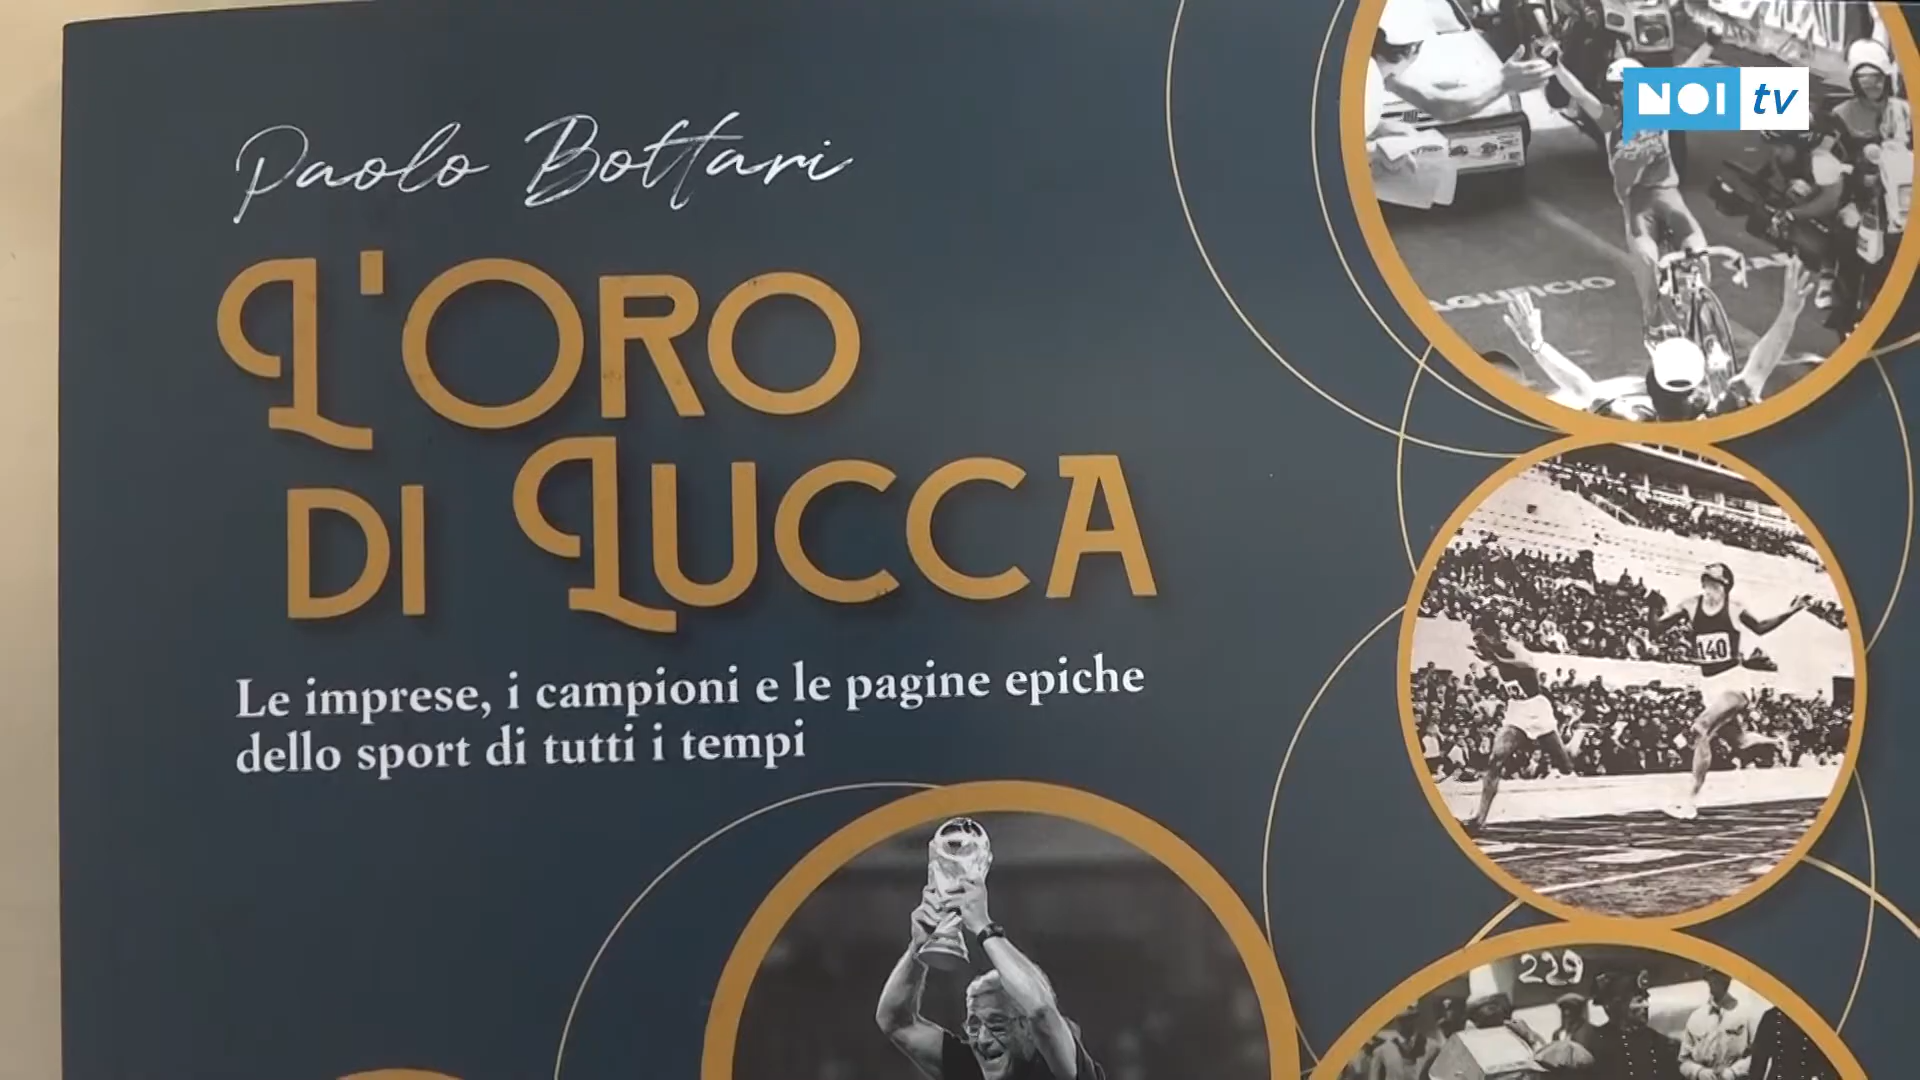 NOI tv
Paolo Bottari
L'ORO
DI LUCCA
Le imprese, i campioni e le pagine epiche
dello sport di tutti i tempi
140
229